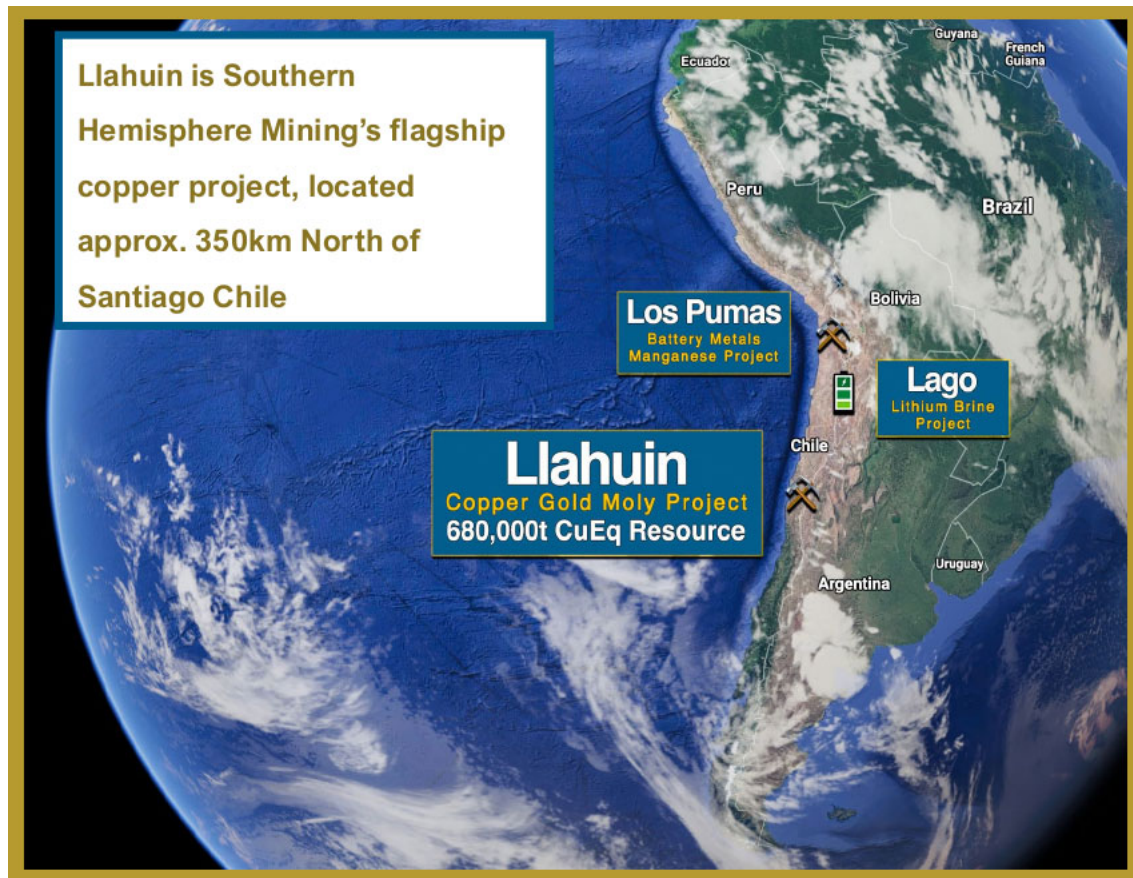 Llahuin is Southern
Hemisphere Mining's flagship
copper project, located
approx. 350km North of
Santiago Chile
Guyana
French
Guiana
Ecuador
Peru
Brazil
Bolivia
Los Pumas
Battery Metals
Manganese Project
Lago
Lithium Brine
Project
Chile
Llahuin
Copper Gold Moly Project
680,000t CuEq Resource
Uruguay
Argentina